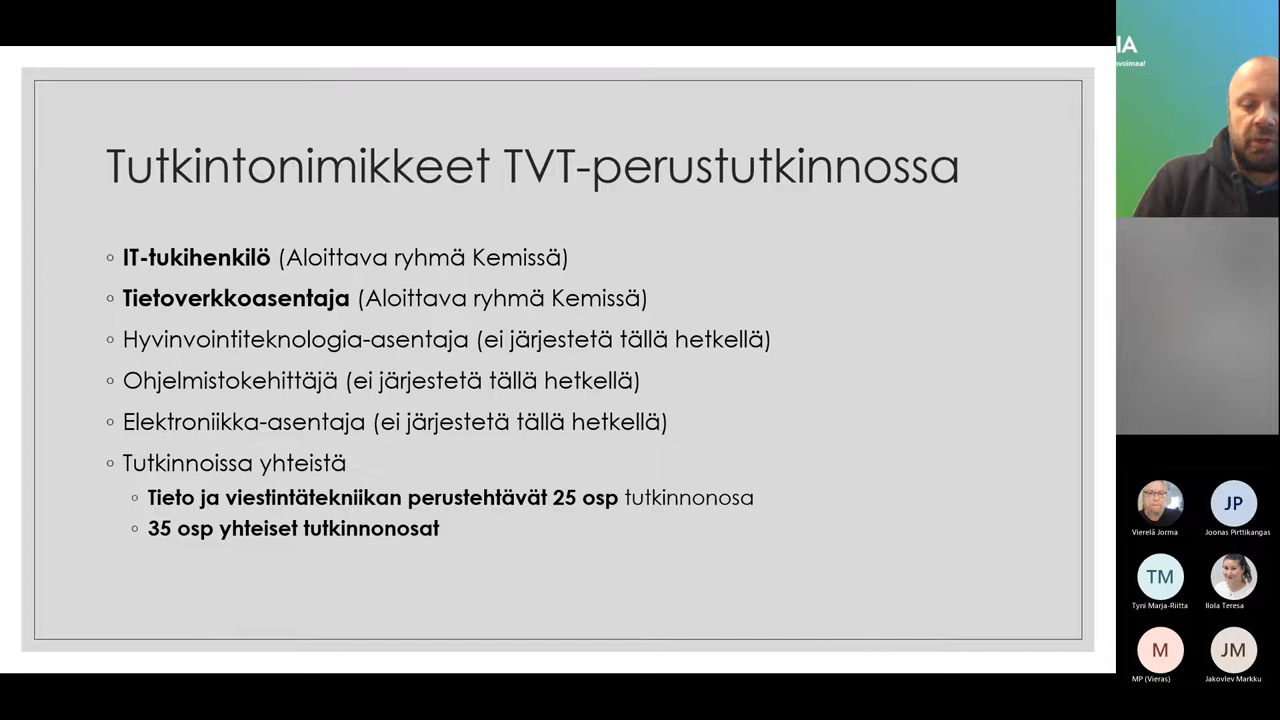 Tutkintonimikkeet TVT-perustutkinnossa
◦ IT-tukihenkilö (Aloittava ryhmä Kemissä)
◦ Tietoverkkoasentaja (Aloittava ryhmä Kemissä)
◦ Hyvinvointiteknologia-asentaja (ei järjestetä tällä hetkellä)
◦ Ohjelmistokehittäjä (ei järjestetä tällä hetkellä)
◦ Elektroniikka-asentaja (ei järjestetä tällä hetkellä)
◦ Tutkinnoissa yhteistä
◦ Tieto ja viestintätekniikan perustehtävät 25 osp tutkinnonosa
◦ 35 osp yhteiset tutkinnonosat
IA
voimaa!
JP
Vierelä Jorma
Joonas Pirttikangas
TM
Tyni Marja-Riitta
Ilola Teresa
M
JM
MP (Vieras)
Jakovlev Markku